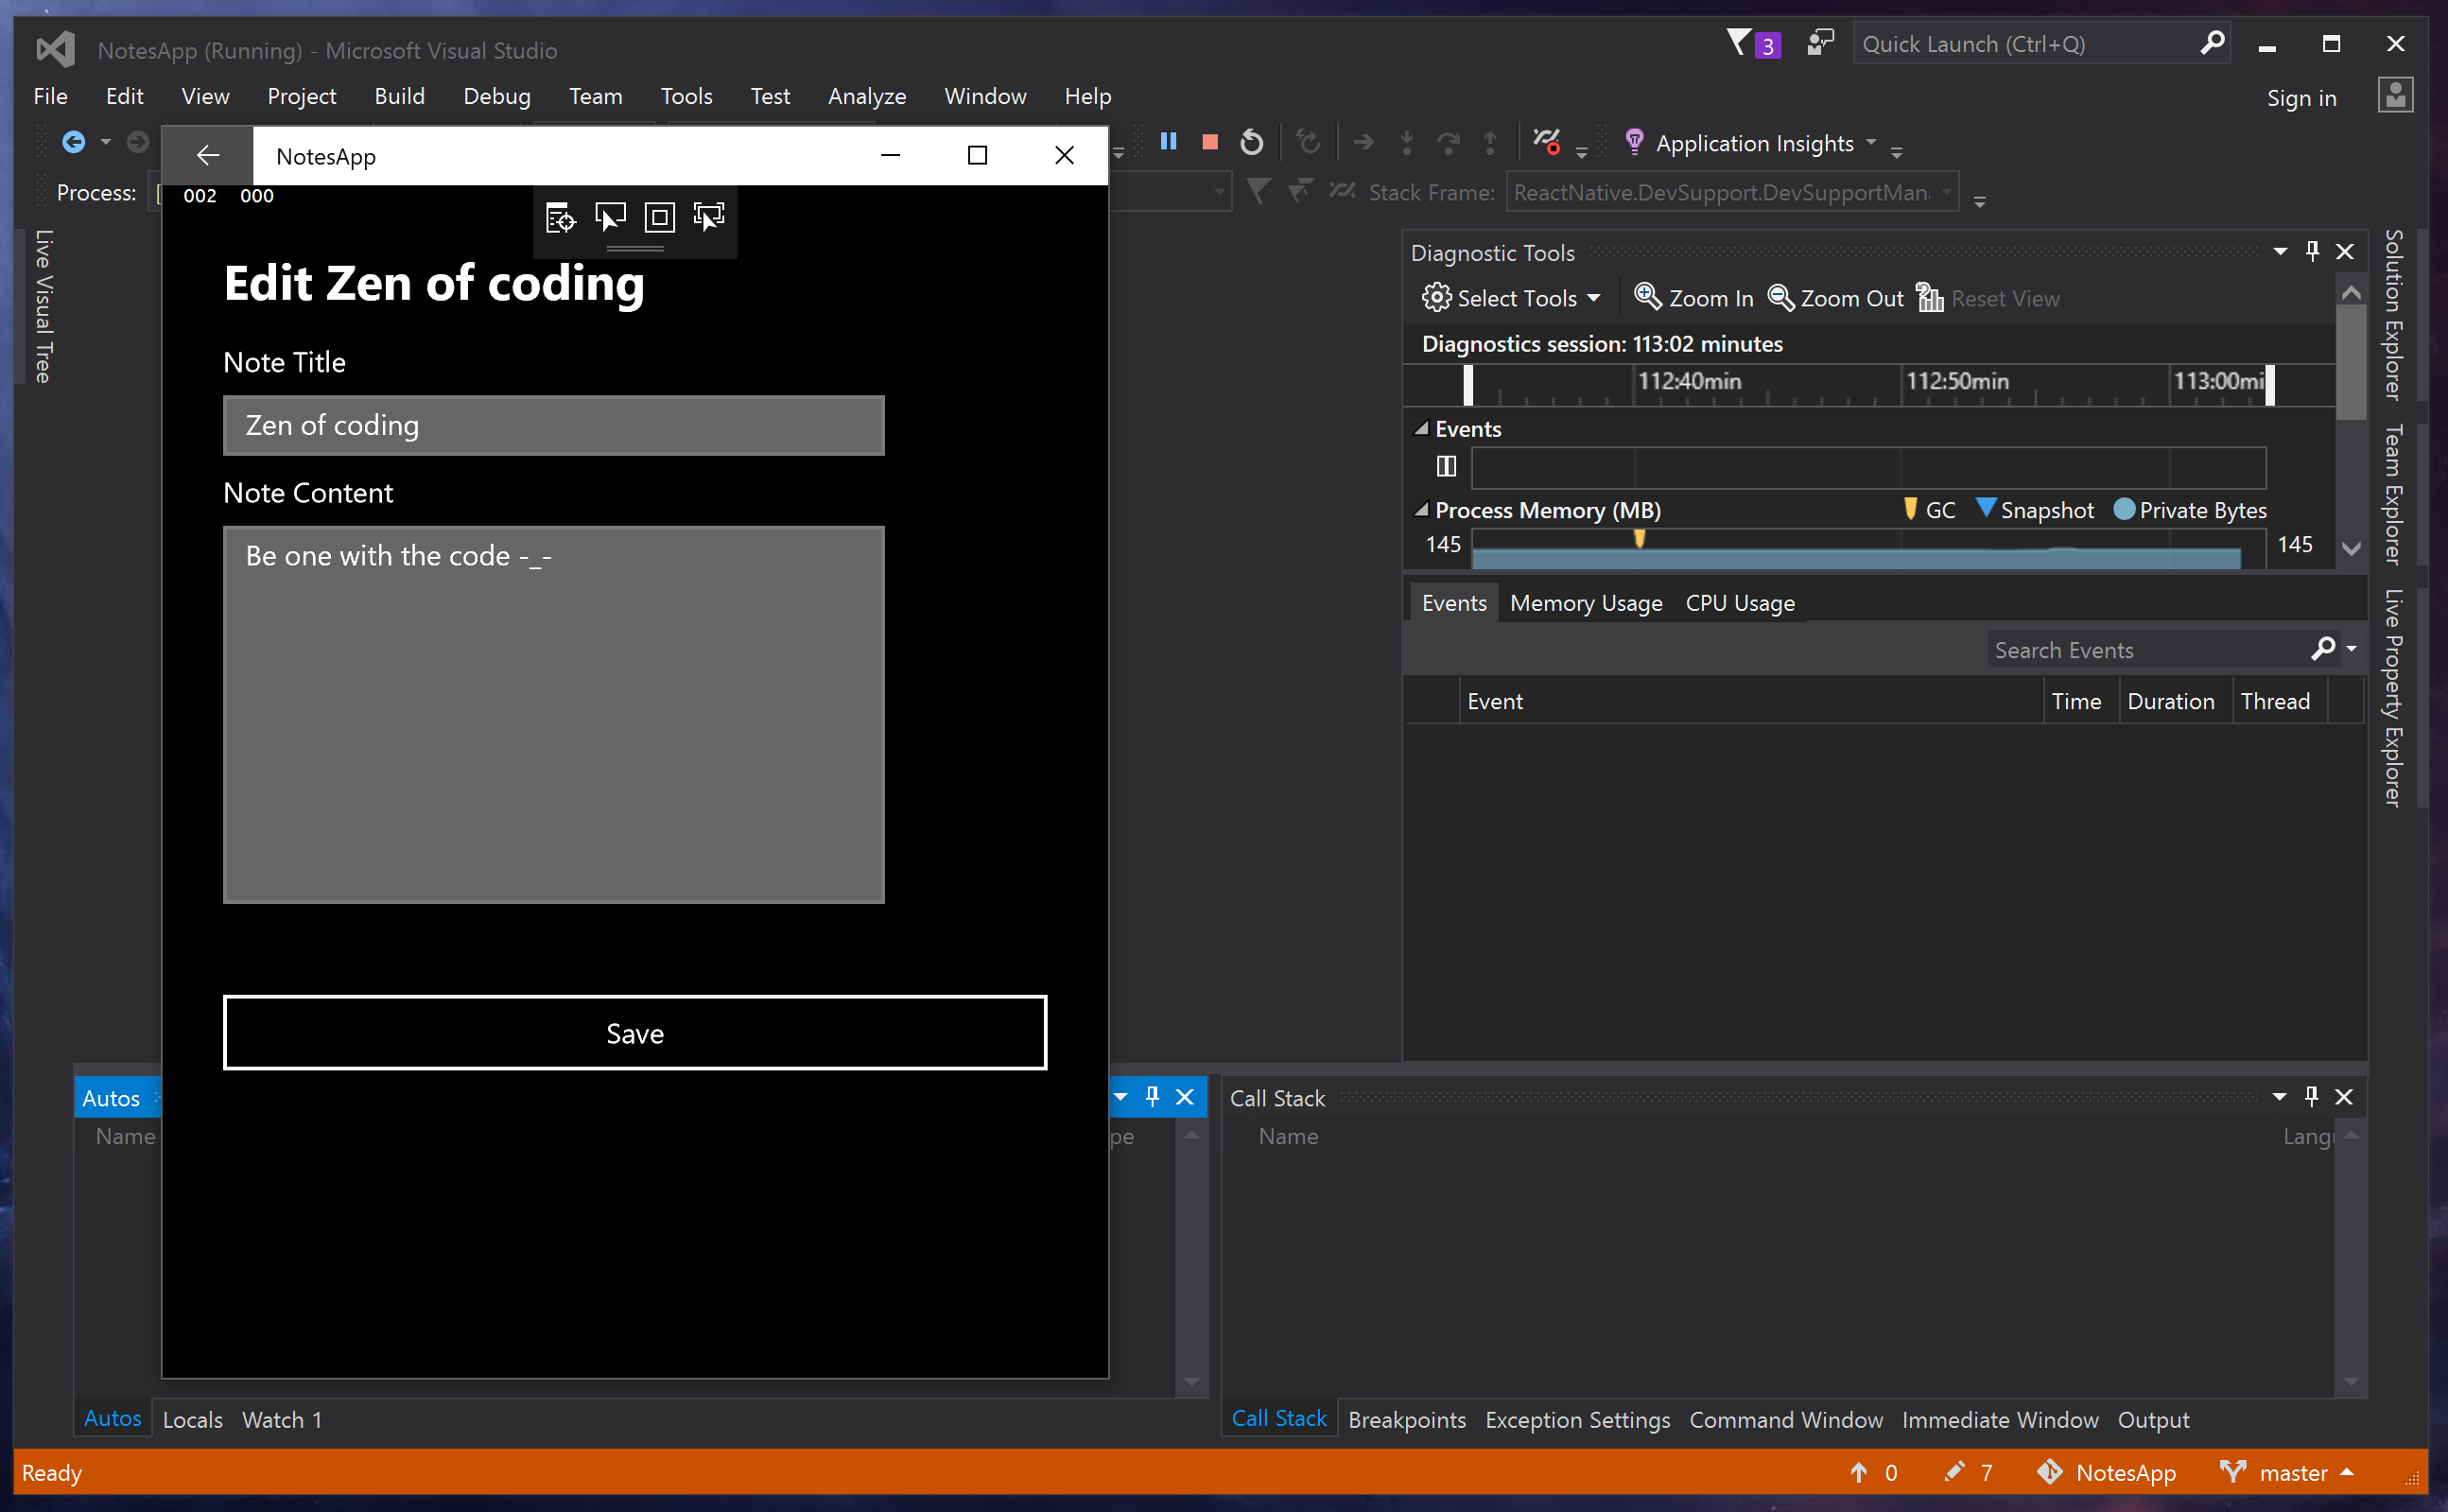 NotesApp (Running) - Microsoft Visual Studio
3
Quick Launch (Ctrl+Q)
File Edit View Project Build Debug Team Tools Test Analyze Window Help
Sign in
NotesApp
Application Insights
Process:
002 000
Stack Frame: ReactNative.DevSupport.DevSupportMan
Live Visual Tree
Edit Zen of coding
Note Title
Zen of coding
Note Content
Be one with the code -_-
Save
Diagnostic Tools
Select Tools Zoom In Zoom Out Reset View
Diagnostics session: 113:02 minutes
112:40min 112:50min 113:00mi
Events
Process Memory (MB) GC Snapshot Private Bytes
145 145
Events Memory Usage CPU Usage
Search Events
Event Time Duration Thread
Solution Explorer
Team Explorer
Live Property Explorer
Autos
Name pe
Autos Locals Watch 1
Call Stack
Name Langu
Call Stack Breakpoints Exception Settings Command Window Immediate Window Output
Ready 0 7 NotesApp master